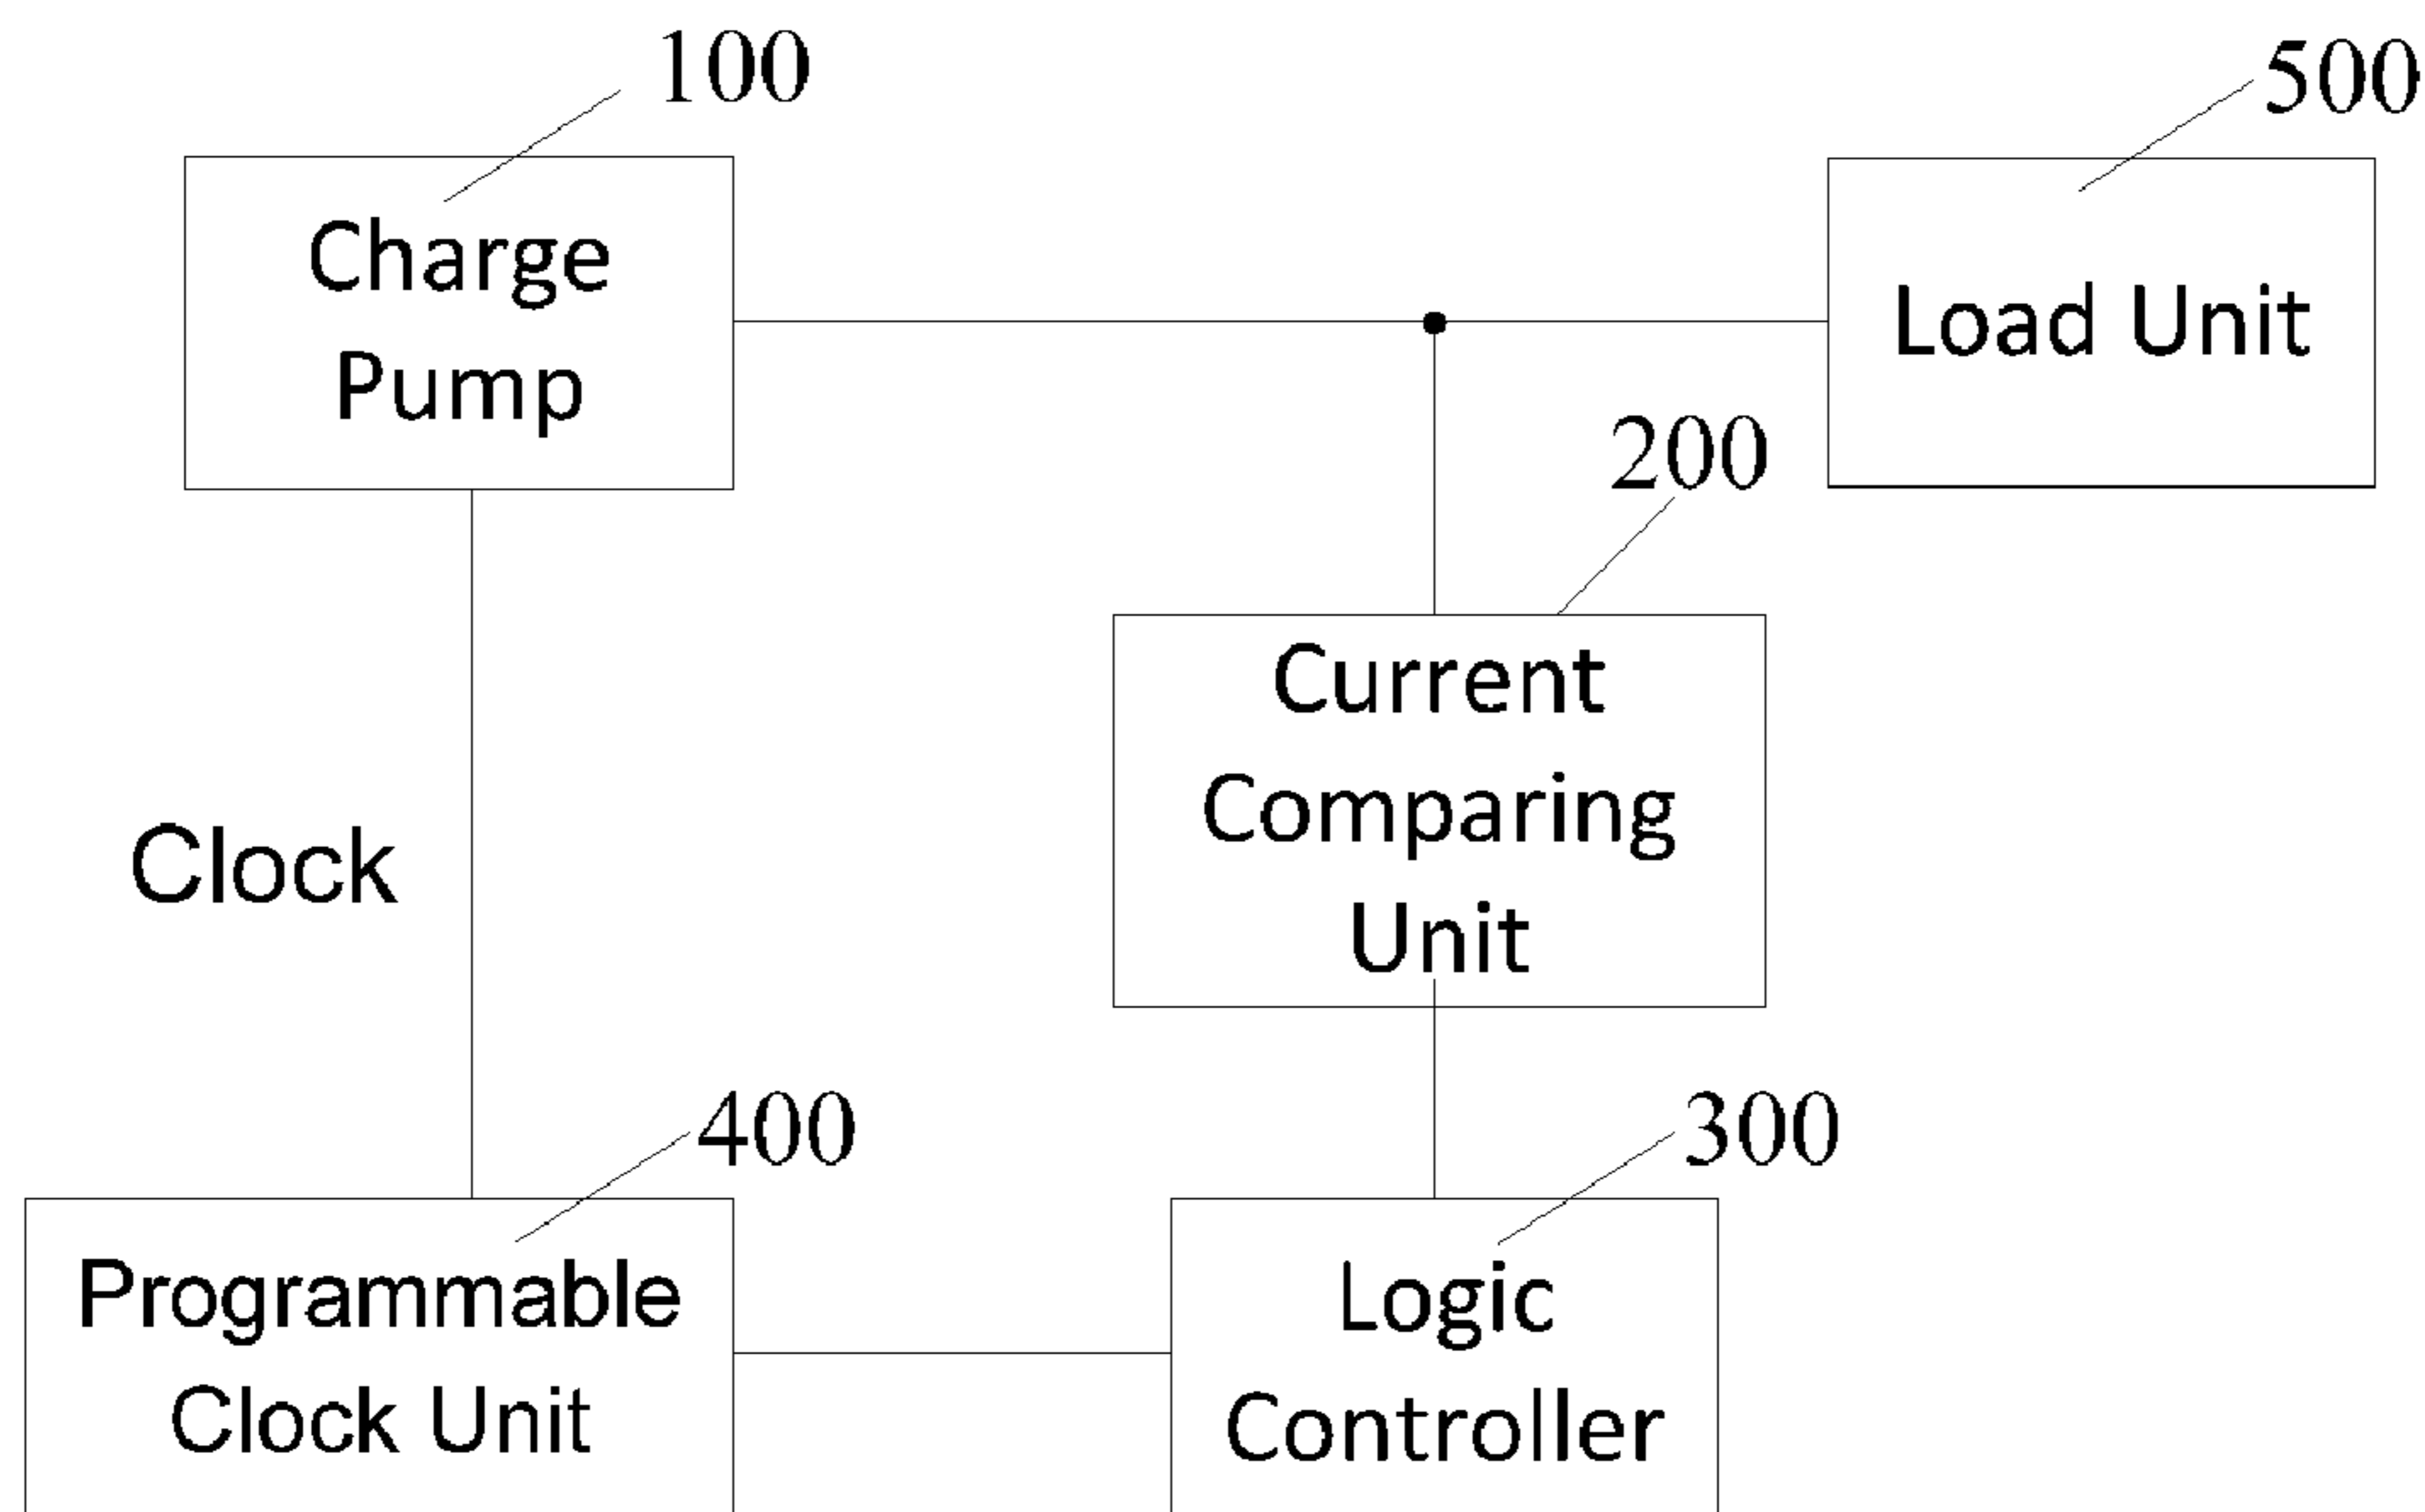 100
500
Charge
Pump
Load Unit
200
Current
Comparing
Unit
Clock
400
300
Programmable
Clock Unit
Logic
Controller